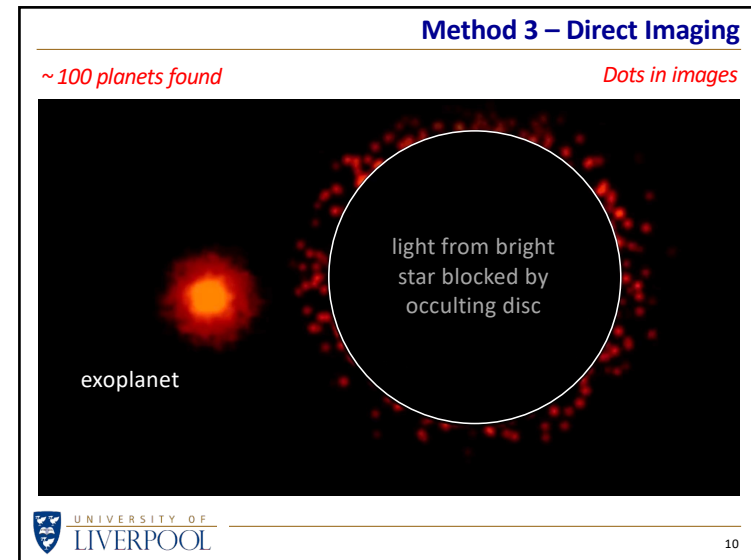 Method 3 – Direct Imaging
~ 100 planets found
Dots in images
light from bright
star blocked by
occulting disc
exoplanet
UNIVERSITY OF
LIVERPOOL
10